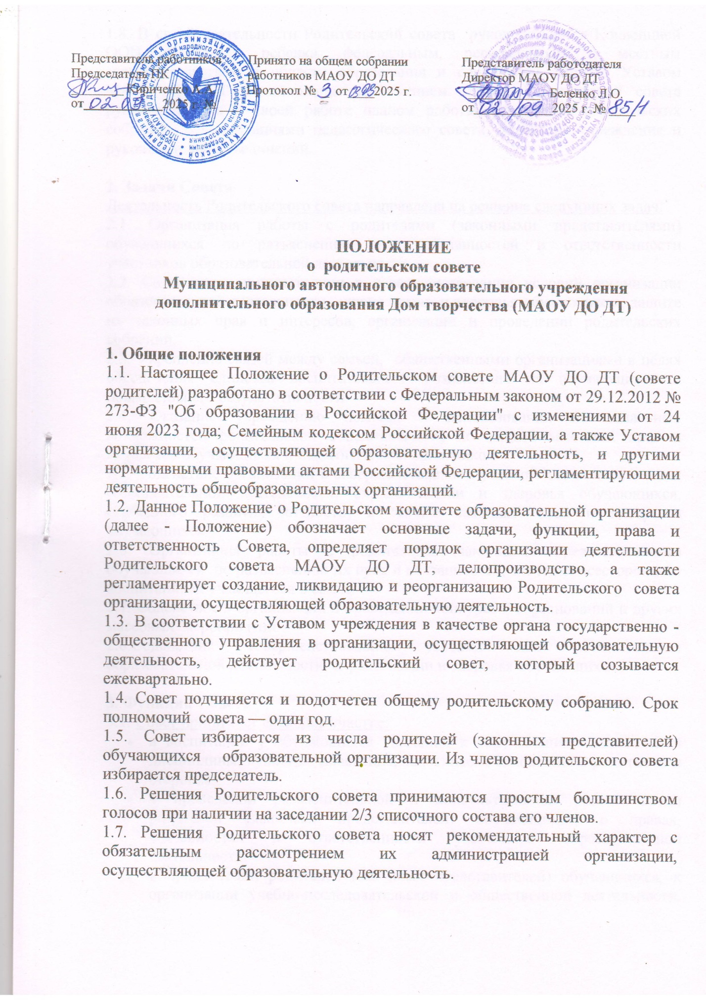 Представитель работников
Председатель ПК
Кириченко А.А.
от 02.09 2025 г. №
Принято на общем собрании
работников МАОУ ДО ДТ
Протокол № 3 от 2025 г.
Представитель работодателя
Директор МАОУ ДО ДТ
Беленко Л.О.
от 02 09 2025 г. № 85/1
ПОЛОЖЕНИЕ
о родительском совете
Муниципального автономного образовательного учреждения
дополнительного образования Дом творчества (МАОУ ДО ДТ)
1. Общие положения
1.1. Настоящее Положение о Родительском совете МАОУ ДО ДТ (совете
родителей) разработано в соответствии с Федеральным законом от 29.12.2012 №
273-ФЗ "Об образовании в Российской Федерации" с изменениями от 24
июня 2023 года; Семейным кодексом Российской Федерации, а также Уставом
организации, осуществляющей образовательную деятельность, и другими
нормативными правовыми актами Российской Федерации, регламентирующими
деятельность общеобразовательных организаций.
1.2. Данное Положение о Родительском комитете образовательной организации
(далее - Положение) обозначает основные задачи, функции, права и
ответственность Совета, определяет порядок организации деятельности
Родительского совета МАОУ ДО ДТ, делопроизводство, а также
регламентирует создание, ликвидацию и реорганизацию Родительского совета
организации, осуществляющей образовательную деятельность.
1.3. В соответствии с Уставом учреждения в качестве органа государственно -
общественного управления в организации, осуществляющей образовательную
деятельность, действует родительский совет, который созывается
ежеквартально.
1.4. Совет подчиняется и подотчетен общему родительскому собранию. Срок
полномочий совета — один год.
1.5. Совет избирается из числа родителей (законных представителей)
обучающихся образовательной организации. Из членов родительского совета
избирается председатель.
1.6. Решения Родительского совета принимаются простым большинством
голосов при наличии на заседании 2/3 списочного состава его членов.
1.7. Решения Родительского совета носят рекомендательный характер с
обязательным рассмотрением их администрацией организации,
осуществляющей образовательную деятельность.